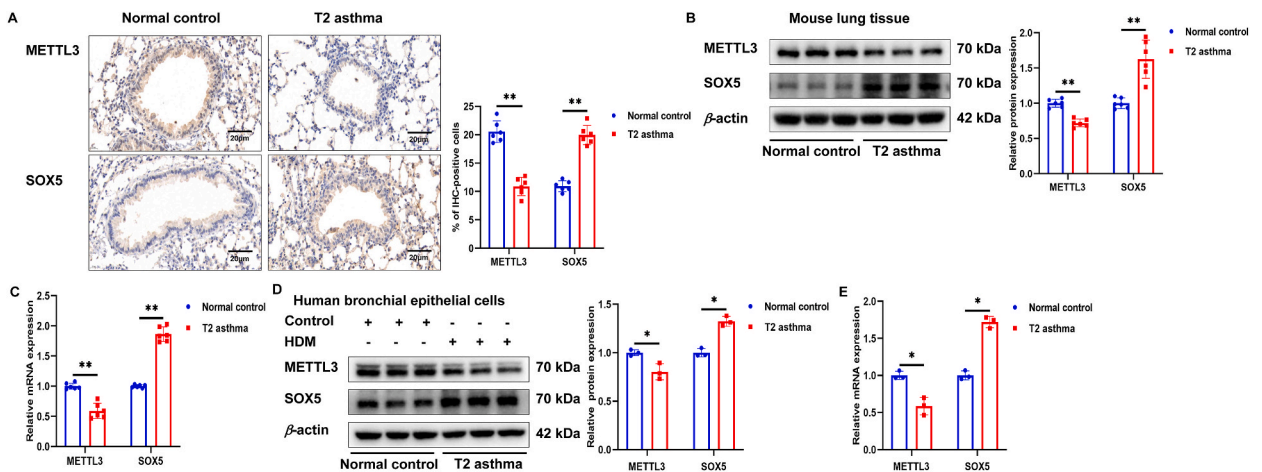 A
Normal control
T2 asthma
METTL3
20μm
20μm
SOX5
20μm
20μm
% of IHC-positive cells
25
20
15
10
5
0
**
**
METTL3
SOX5
Normal control
T2 asthma
B
Mouse lung tissue
METTL3
70 kDa
SOX5
70 kDa
β-actin
42 kDa
Normal control
T2 asthma
Relative protein expression
2.0
1.5
1.0
0.5
0.0
**
**
METTL3
SOX5
Normal control
T2 asthma
C
Relative mRNA expression
2.5
2.0
1.5
1.0
0.5
0.0
**
**
METTL3
SOX5
Normal control
T2 asthma
D
Human bronchial epithelial cells
Control + + + - - -
HDM - - - + + +
METTL3
70 kDa
SOX5
70 kDa
β-actin
42 kDa
Normal control
T2 asthma
Relative protein expression
1.5
1.0
0.5
0.0
*
*
METTL3
SOX5
Normal control
T2 asthma
E
Relative mRNA expression
2.0
1.5
1.0
0.5
0.0
*
*
METTL3
SOX5
Normal control
T2 asthma